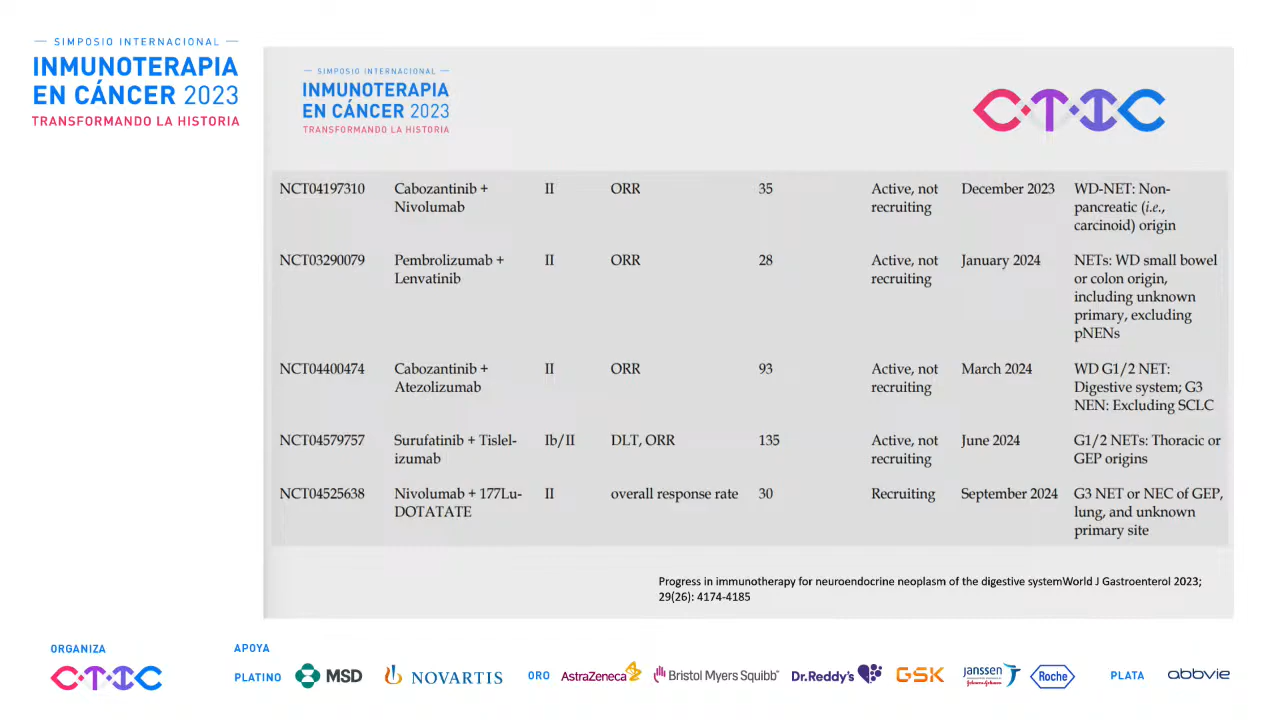 SIMPOSIO INTERNACIONAL
INMUNOTERAPIA
EN CÁNCER 2023
TRANSFORMANDO LA HISTORIA
SIMPOSIO INTERNACIONAL
INMUNOTERAPIA
EN CÁNCER 2023
TRANSFORMANDO LA HISTORIA
CTIC
NCT04197310 Cabozantinib + II ORR 35 Active, not December 2023 WD-NET: Non-
Nivolumab recruiting pancreatic (i.e.,
carcinoid) origin
NCT03290079 Pembrolizumab + II ORR 28 Active, not January 2024 NETs: WD small bowel
Lenvatinib recruiting or colon origin,
including unknown
primary, excluding
pNENs
NCT04400474 Cabozantinib + II ORR 93 Active, not March 2024 WD G1/2 NET:
Atezolizumab recruiting Digestive system; G3
NEN: Excluding SCLC
NCT04579757 Surufatinib + Tislel- Ib/II DLT, ORR 135 Active, not June 2024 G1/2 NETs: Thoracic or
izumab recruiting GEP origins
NCT04525638 Nivolumab + 177Lu- II overall response rate 30 Recruiting September 2024 G3 NET or NEC of GEP,
DOTATATE lung, and unknown
primary site
Progress in immunotherapy for neuroendocrine neoplasm of the digestive systemWorld J Gastroenterol 2023;
29(26): 4174-4185
ORGANIZA APOYA
CTIC PLATINO MSD NOVARTIS ORO AstraZeneca Bristol Myers Squibb Dr.Reddy's GSK Janssen Roche PLATA abbvie
Johnson & Johnson